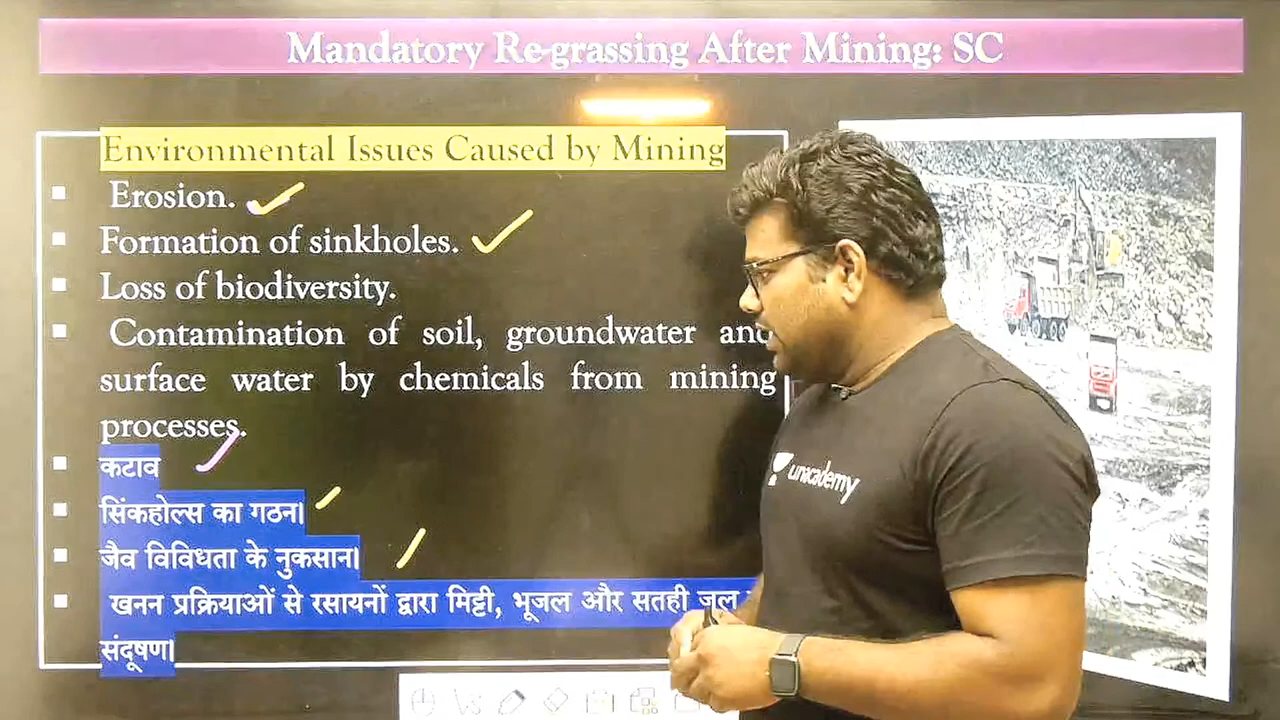 Mandatory Re-grassing After Mining: SC
Environmental Issues Caused by Mining
Erosion.
Formation of sinkholes.
Loss of biodiversity.
Contamination of soil, groundwater and
surface water by chemicals from mining
processes.
कटाव
सिंकहोल्स का गठन।
जैव विविधता के नुकसान।
खनन प्रक्रियाओं से रसायनों द्वारा मिट्टी, भूजल और सतही जल
संदूषण।
unacademy